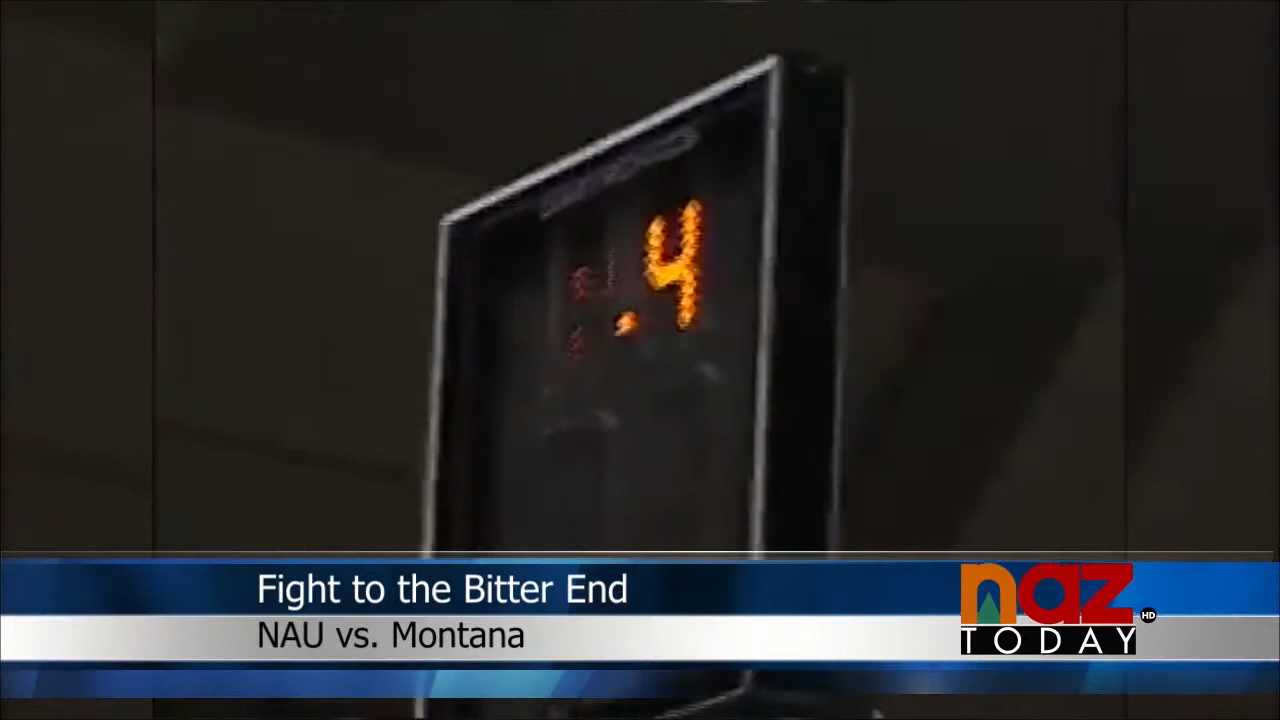 .4
Fight to the Bitter End
NAU vs. Montana
naz
HD
TODAY